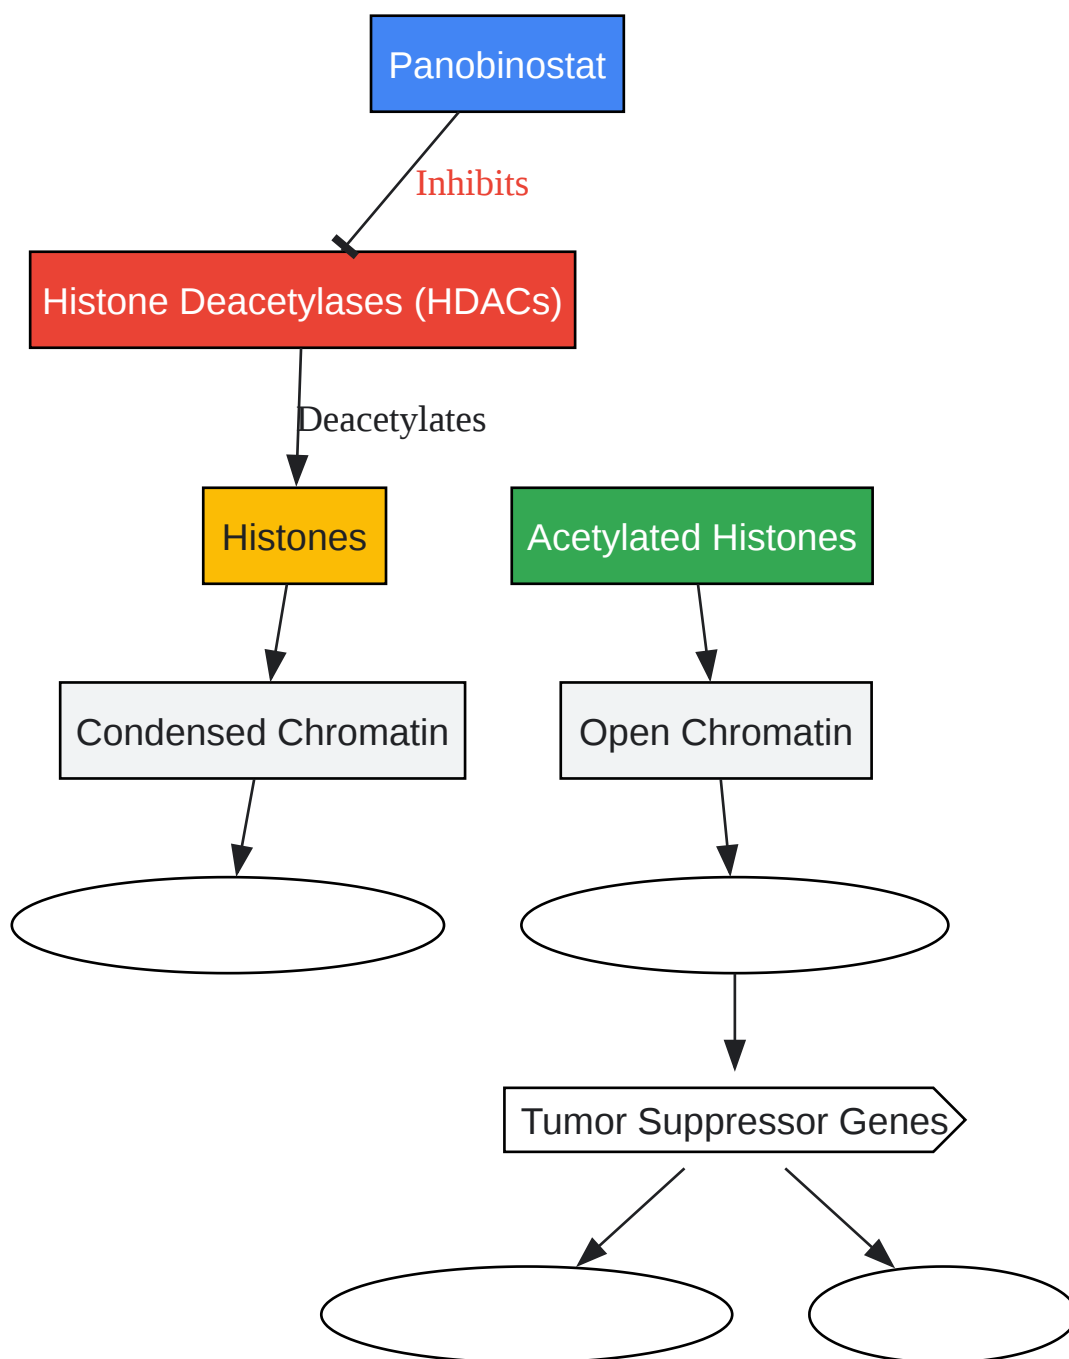 Panobinostat
Inhibits
Histone Deacetylases (HDACs)
Deacetylates
Histones
Acetylated Histones
Condensed Chromatin
Open Chromatin
Tumor Suppressor Genes